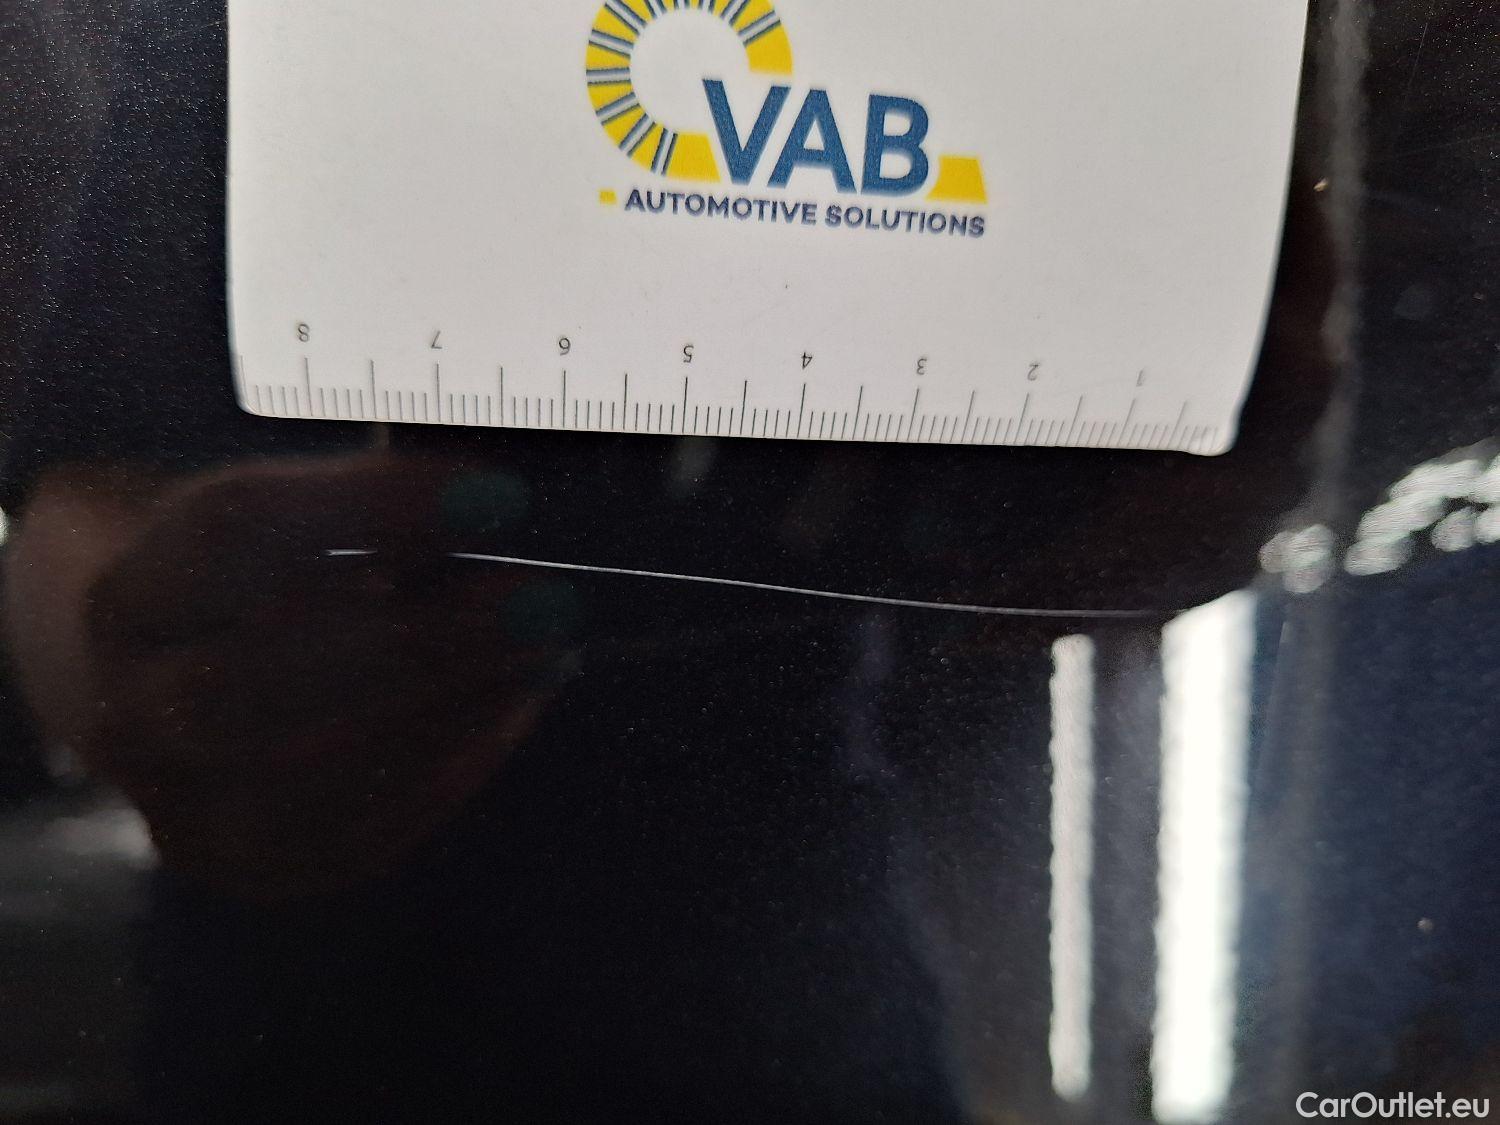 VAB
AUTOMOTIVE SOLUTIONS
8 7 6 5 4 3 2 1
CarOutlet.eu